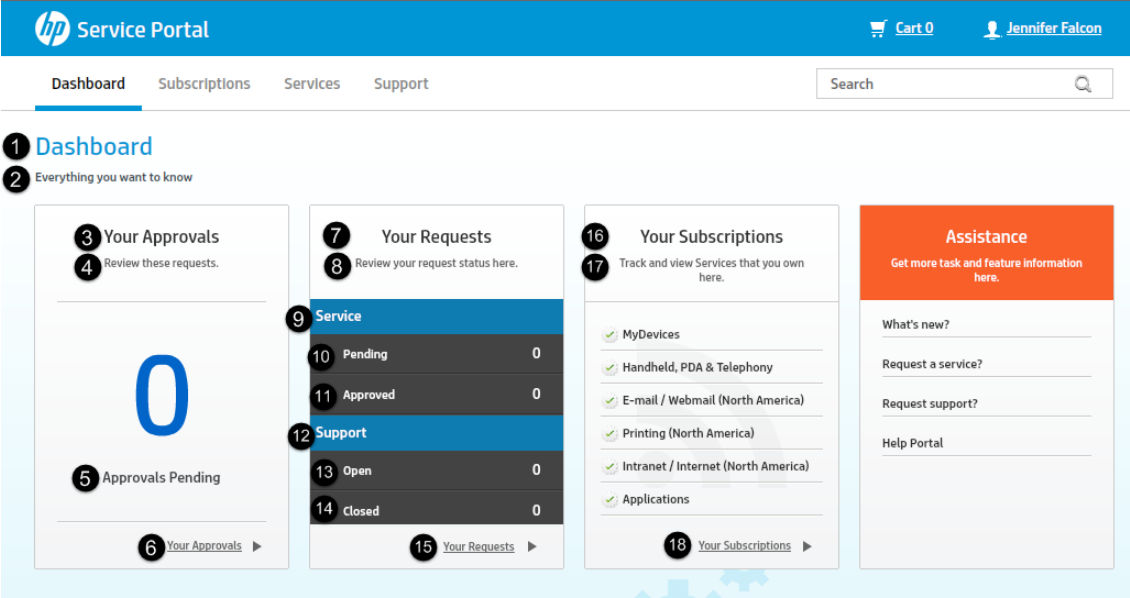 hp Service Portal
Cart 0
Jennifer Falcon
Dashboard Subscriptions Services Support
Search
1 Dashboard
2 Everything you want to know
3 Your Approvals
4 Review these requests.
0
5 Approvals Pending
6 Your Approvals
7 Your Requests
8 Review your request status here.
9 Service
10 Pending 0
11 Approved 0
12 Support
13 Open 0
14 Closed 0
15 Your Requests
16 Your Subscriptions
17 Track and view Services that you own
here.
MyDevices
Handheld, PDA & Telephony
E-mail / Webmail (North America)
Printing (North America)
Intranet / Internet (North America)
Applications
18 Your Subscriptions
Assistance
Get more task and feature information
here.
What's new?
Request a service?
Request support?
Help Portal